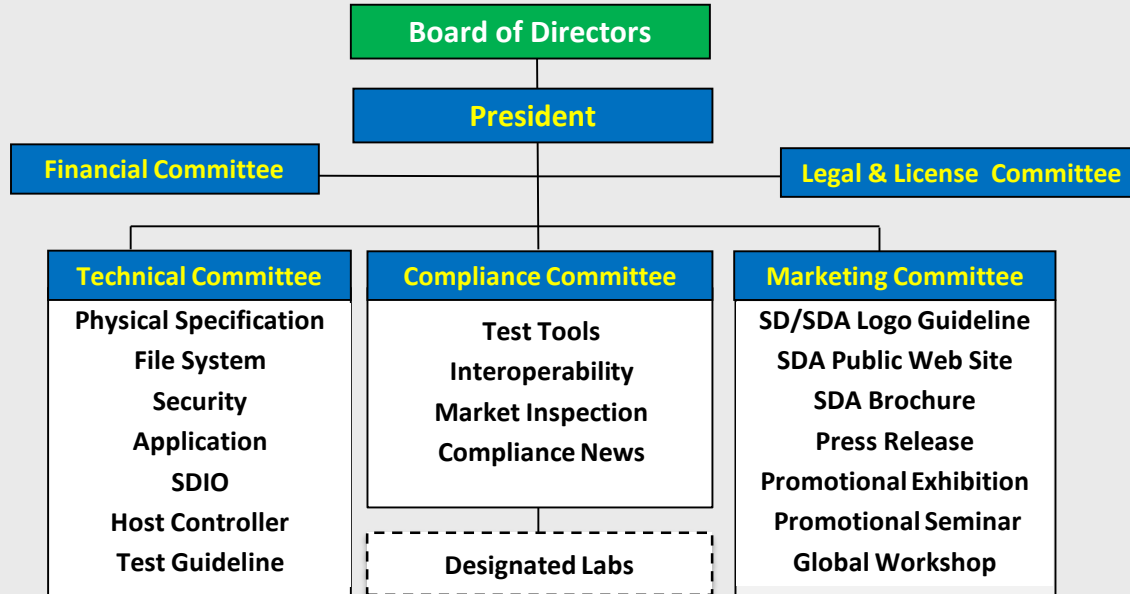 Board of Directors
President
Financial Committee
Legal & License Committee
Technical Committee
Physical Specification
File System
Security
Application
SDIO
Host Controller
Test Guideline
Compliance Committee
Test Tools
Interoperability
Market Inspection
Compliance News
Designated Labs
Marketing Committee
SD/SDA Logo Guideline
SDA Public Web Site
SDA Brochure
Press Release
Promotional Exhibition
Promotional Seminar
Global Workshop